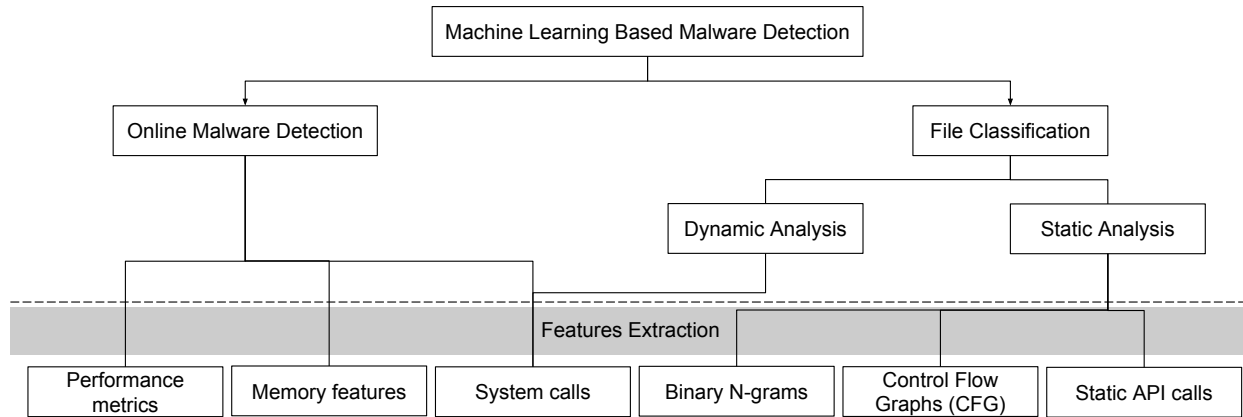 Machine Learning Based Malware Detection
Online Malware Detection
File Classification
Dynamic Analysis
Static Analysis
Features Extraction
Performance
metrics
Memory features
System calls
Binary N-grams
Control Flow
Graphs (CFG)
Static API calls